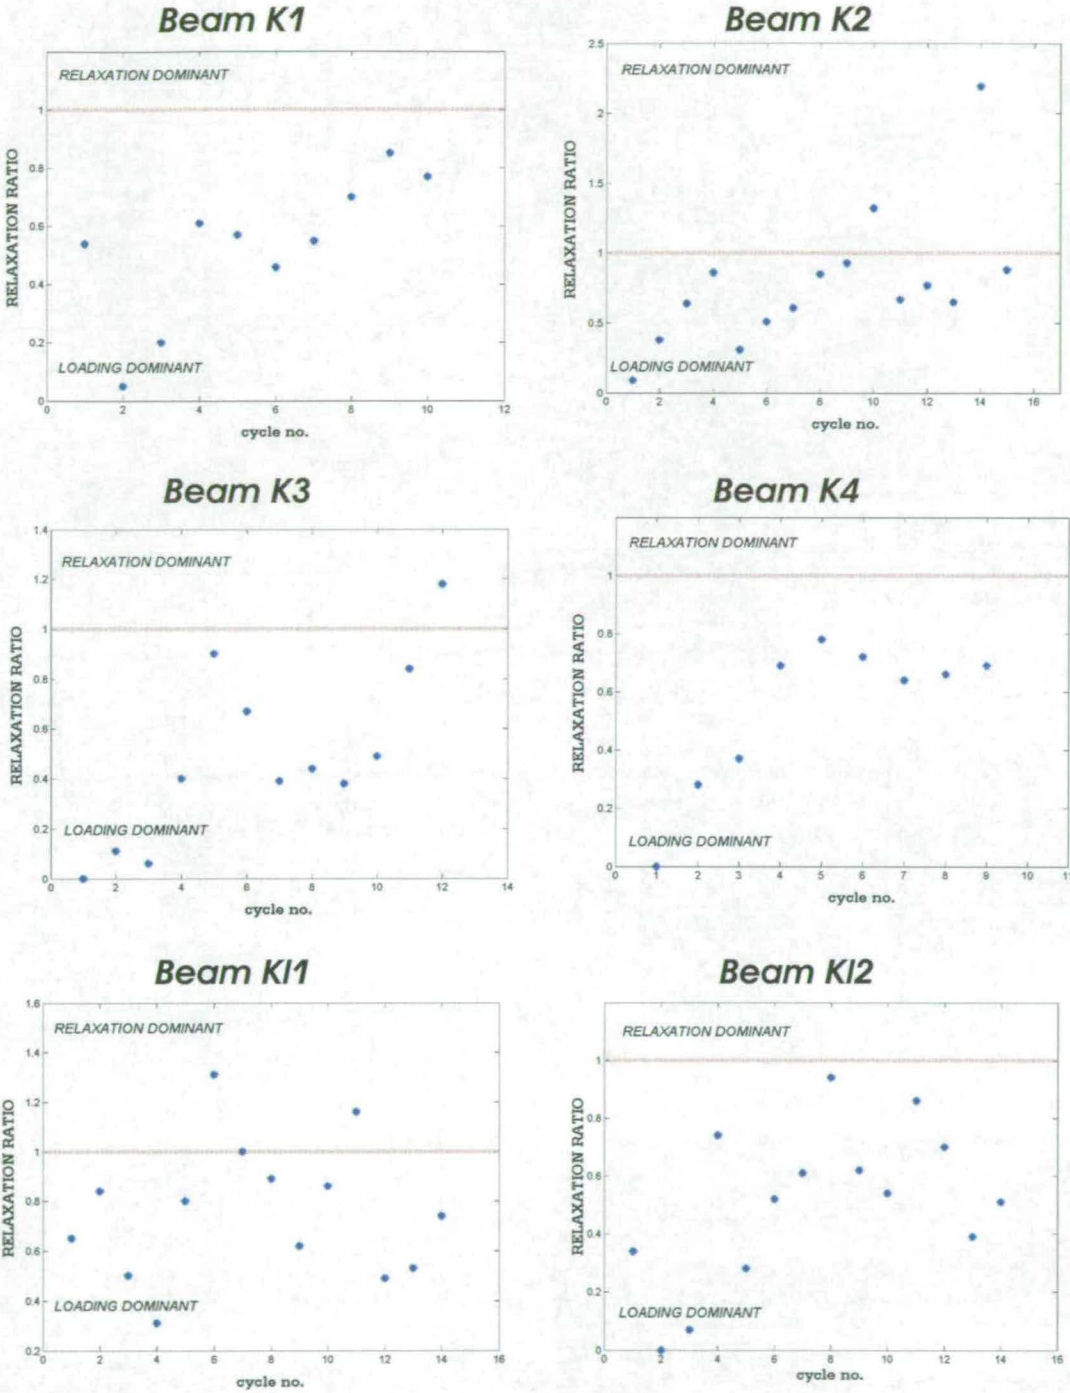 Beam K1
RELAXATION DOMINANT
1
0.8
0.6
0.4
0.2
0
RELAXATION RATIO
LOADING DOMINANT
2 4 6 8 10 12
cycle no.
Beam K2
2.5
RELAXATION DOMINANT
2
1.5
1
0.5
0
RELAXATION RATIO
LOADING DOMINANT
0 2 4 6 8 10 12 14 16
cycle no.
Beam K3
1.4
RELAXATION DOMINANT
1.2
1
0.8
0.6
0.4
0.2
0
RELAXATION RATIO
LOADING DOMINANT
0 2 4 6 8 10 12 14
cycle no.
Beam K4
RELAXATION DOMINANT
1
0.8
0.6
0.4
0.2
0
RELAXATION RATIO
LOADING DOMINANT
0 1 2 3 4 5 6 7 8 9 10 11
cycle no.
Beam Kl1
1.6
RELAXATION DOMINANT
1.4
1.2
1
0.8
0.6
0.4
0.2
RELAXATION RATIO
LOADING DOMINANT
0 2 4 6 8 10 12 14 16
cycle no.
Beam Kl2
RELAXATION DOMINANT
1
0.8
0.6
0.4
0.2
0
RELAXATION RATIO
LOADING DOMINANT
0 2 4 6 8 10 12 14 16
cycle no.